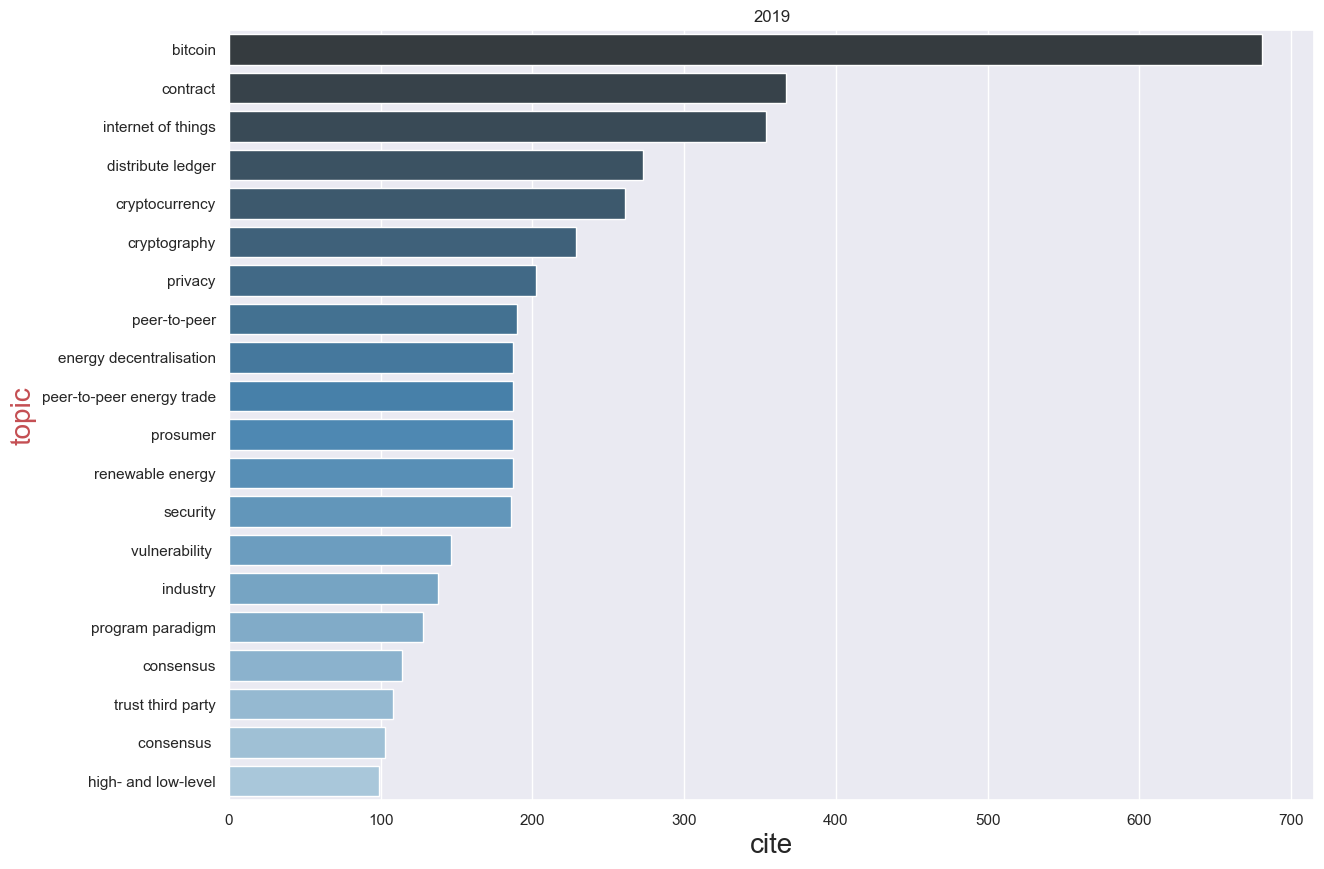 2019
bitcoin
contract
internet of things
distribute ledger
cryptocurrency
cryptography
privacy
peer-to-peer
energy decentralisation
peer-to-peer energy trade
prosumer
renewable energy
security
vulnerability
industry
program paradigm
consensus
trust third party
consensus
high- and low-level
topic
0 100 200 300 400 500 600 700
cite